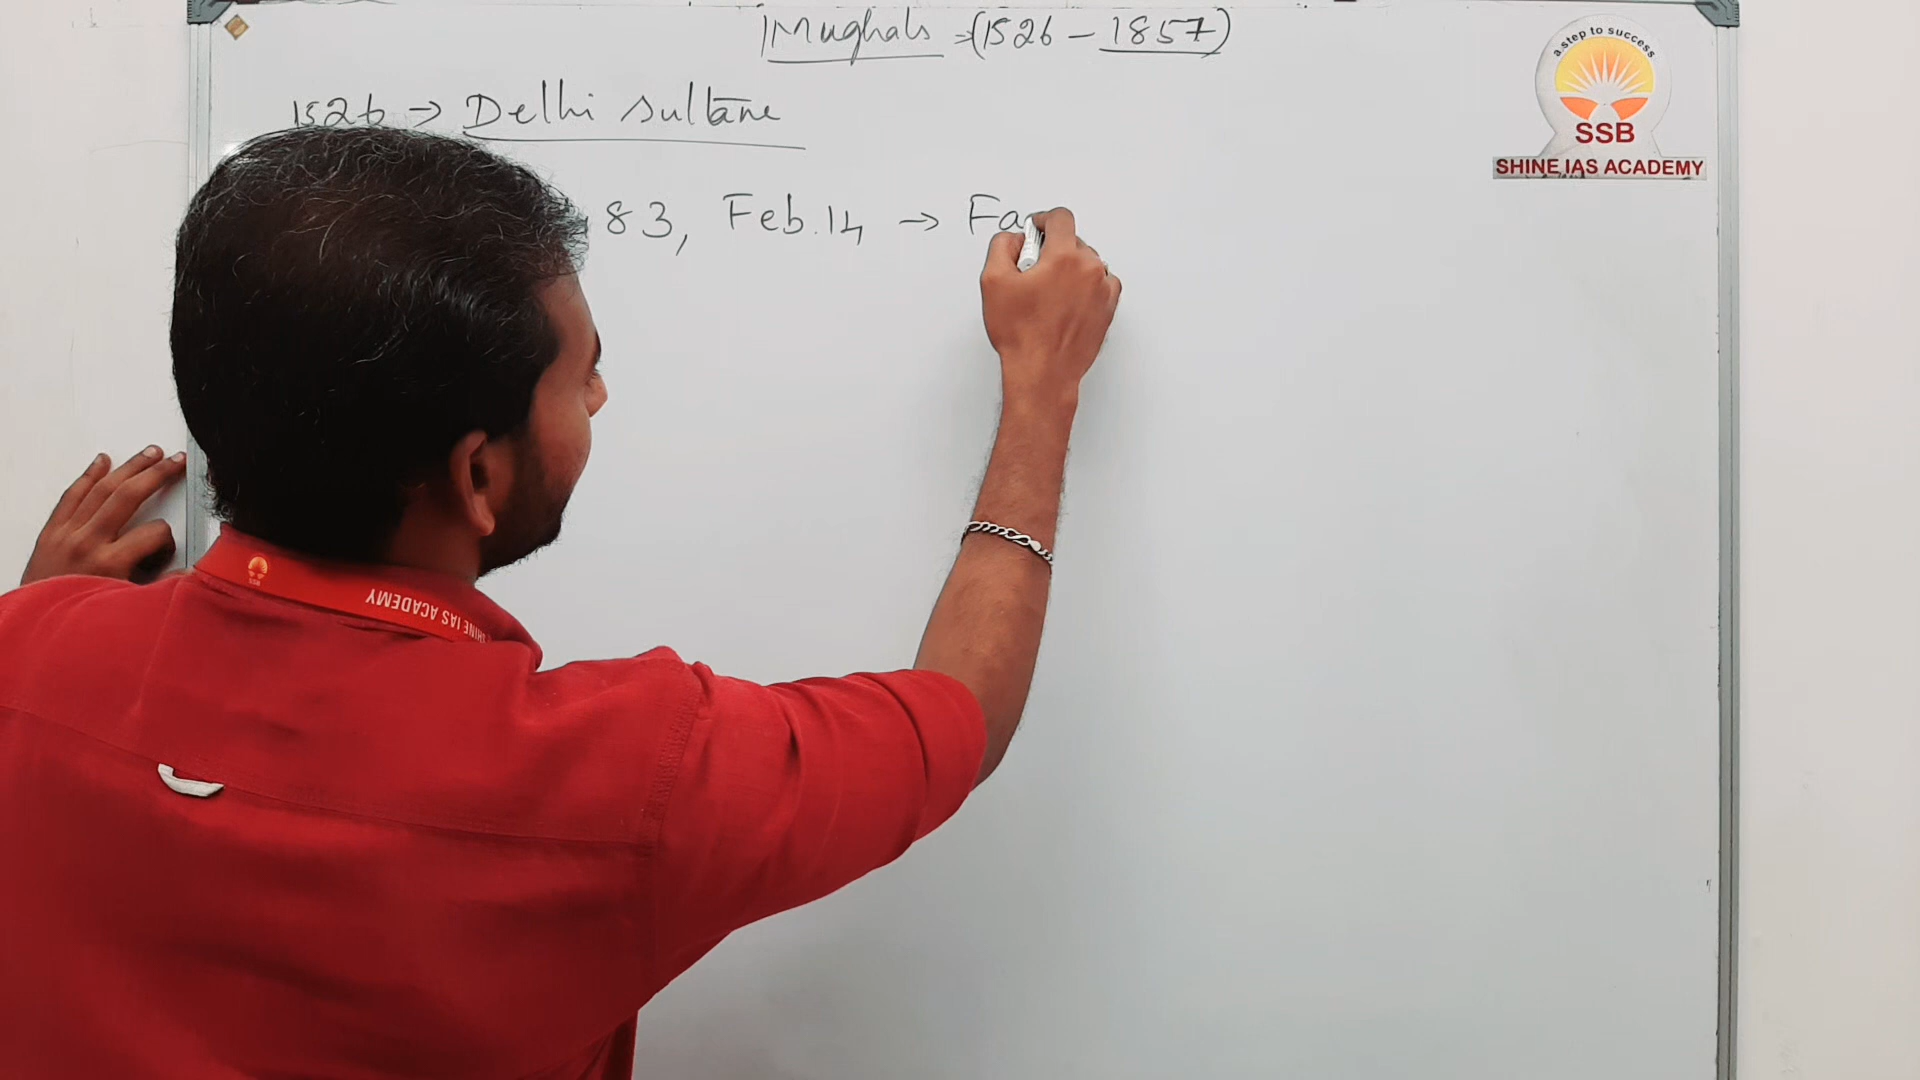 Mughals ⇒ (1526 – 1857)
1526 → Delhi Sultane
83, Feb.14 → Fa
a step to success
SSB
SHINE IAS ACADEMY
SSB
SHINE IAS ACADEMY